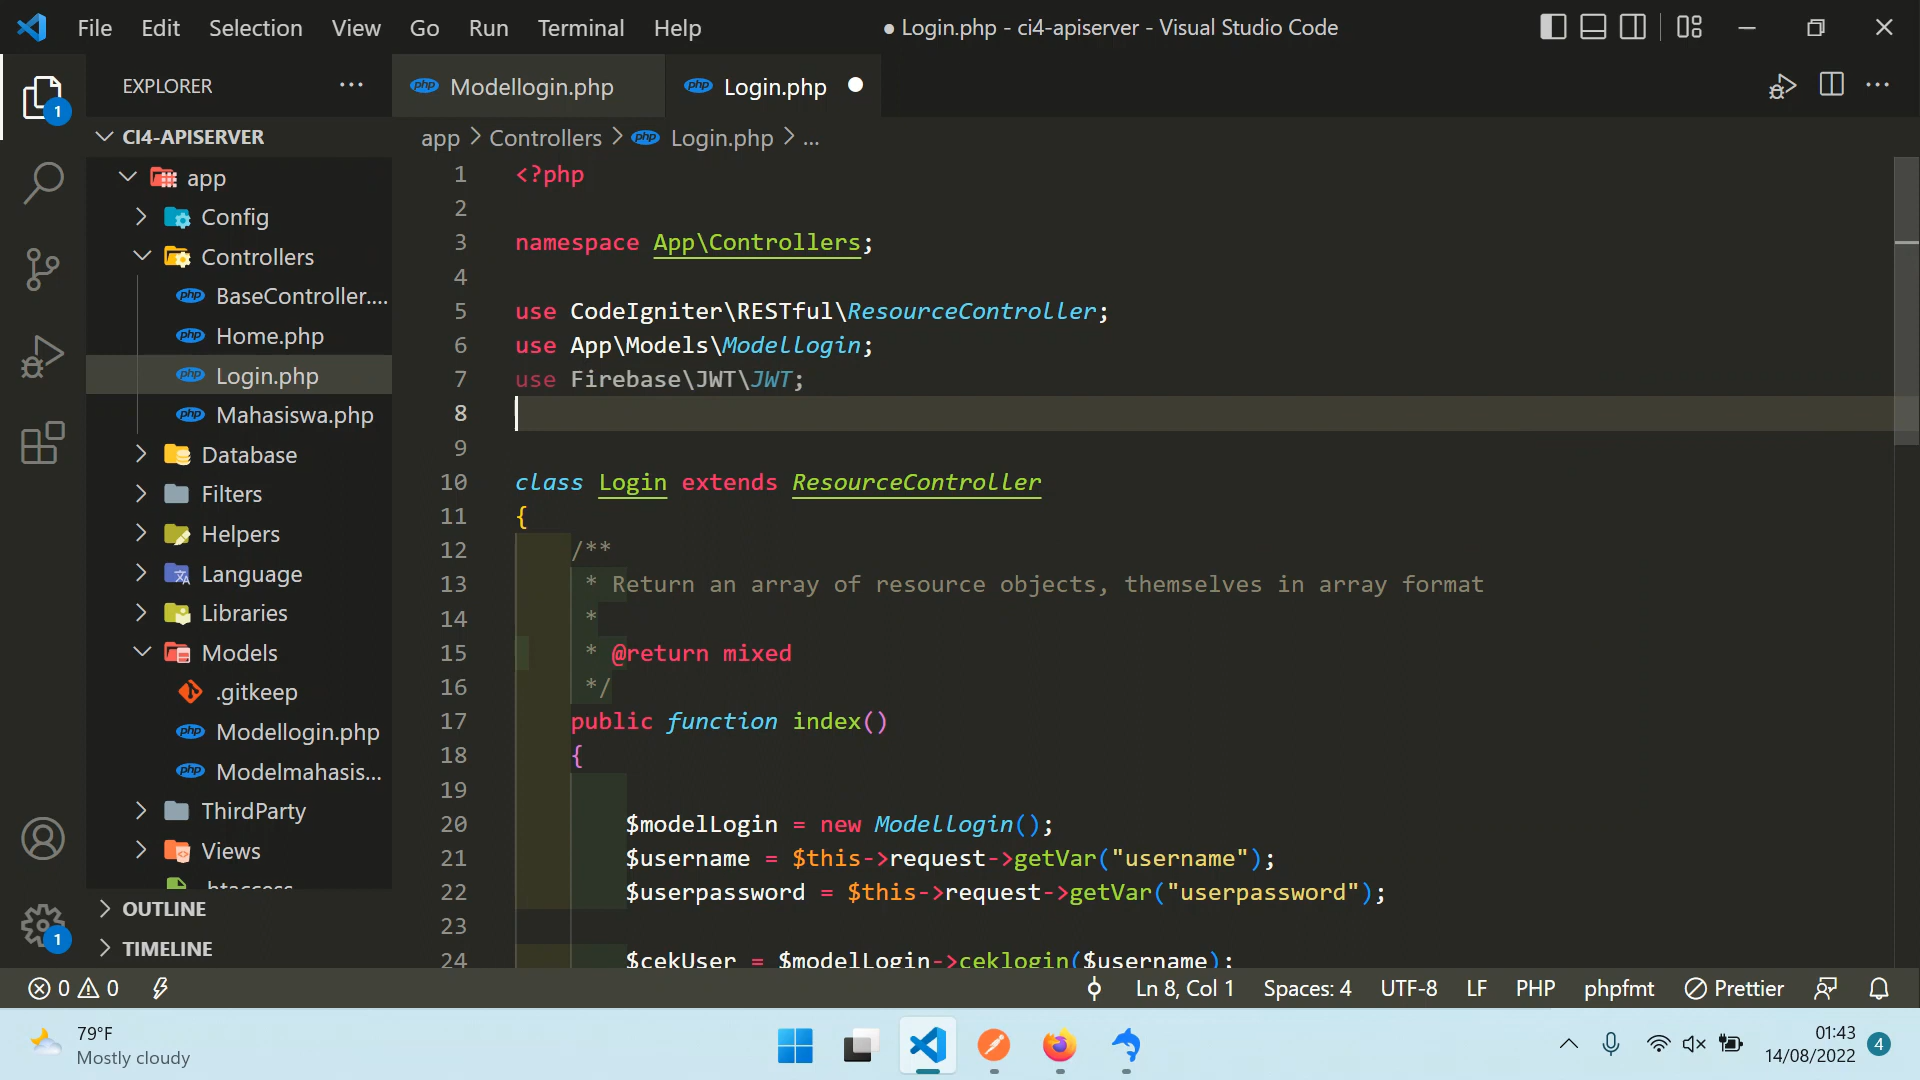 File Edit Selection View Go Run Terminal Help
● Login.php - ci4-apiserver - Visual Studio Code
EXPLORER
CI4-APISERVER
app
Config
Controllers
BaseController....
Home.php
Login.php
Mahasiswa.php
Database
Filters
Helpers
Language
Libraries
Models
.gitkeep
Modellogin.php
Modelmahasis...
ThirdParty
Views
.htaccess
OUTLINE
TIMELINE
1
1
php Modellogin.php
php Login.php
app > Controllers > php Login.php > ...
1 <?php
2
3 namespace App\Controllers;
4
5 use CodeIgniter\RESTful\ResourceController;
6 use App\Models\Modellogin;
7 use Firebase\JWT\JWT;
8
9
10 class Login extends ResourceController
11 {
12 /**
13 * Return an array of resource objects, themselves in array format
14 *
15 * @return mixed
16 */
17 public function index()
18 {
19
20 $modelLogin = new Modellogin();
21 $username = $this->request->getVar("username");
22 $userpassword = $this->request->getVar("userpassword");
23
24 $cekUser = $modelLogin->ceklogin($username);
0 0
Ln 8, Col 1 Spaces: 4 UTF-8 LF PHP phpfmt Prettier
79°F
Mostly cloudy
01:43
14/08/2022
4